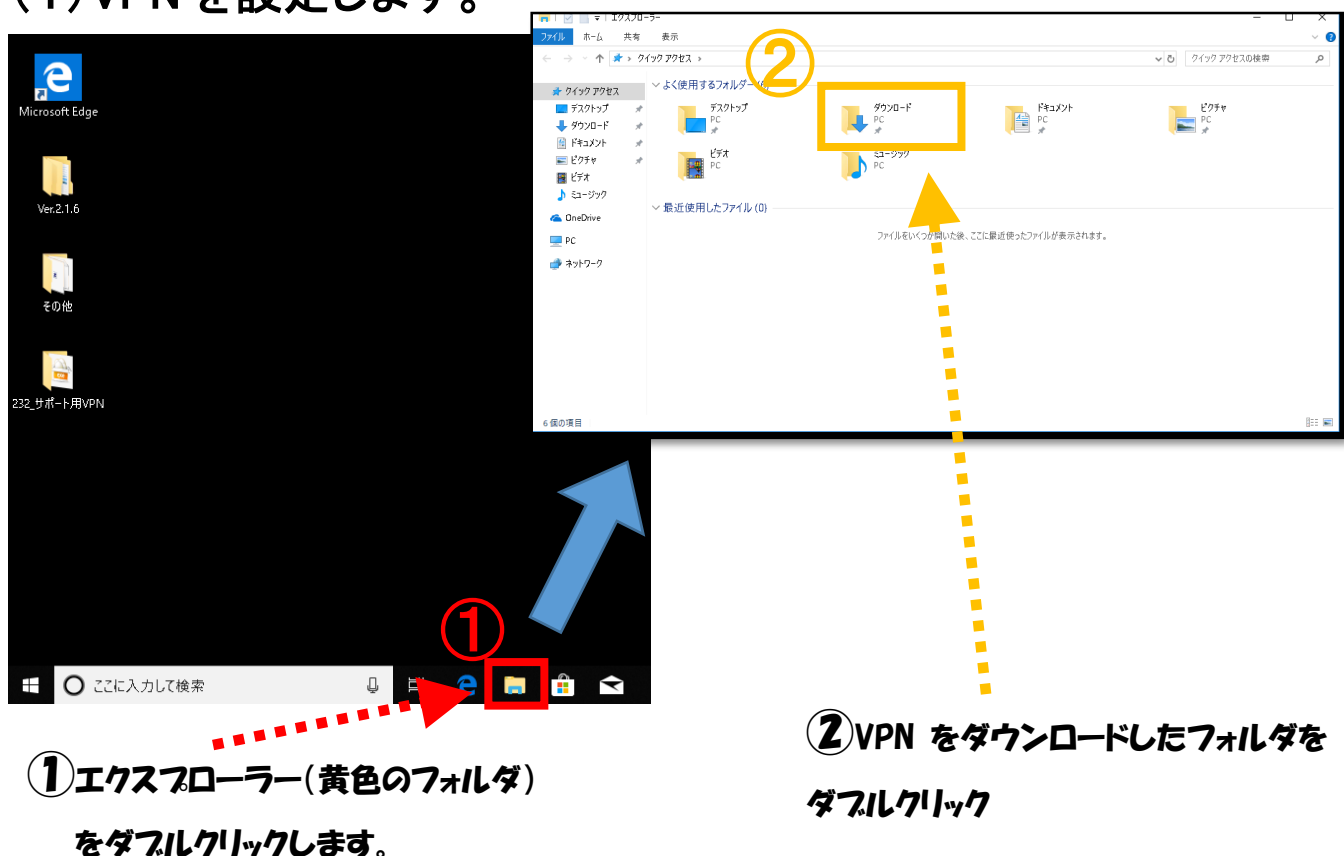 (1)VPN を設定します。
エクスプローラー
ファイル ホーム 共有 表示
クイック アクセス
クイック アクセスの検索
②
クイック アクセス
デスクトップ
ダウンロード
ドキュメント
ピクチャ
ビデオ
ミュージック
OneDrive
PC
ネットワーク
よく使用するフォルダー (6)
デスクトップ
PC
ダウンロード
PC
ドキュメント
PC
ピクチャ
PC
ビデオ
PC
ミュージック
PC
最近使用したファイル (0)
ファイルをいくつか開いた後、ここに最近使ったファイルが表示されます。
6 個の項目
Microsoft Edge
Ver.2.1.6
その他
232_サポート用VPN
①
ここに入力して検索
①エクスプローラー(黄色のフォルダ)
をダブルクリックします。
②VPN をダウンロードしたフォルダを
ダブルクリック